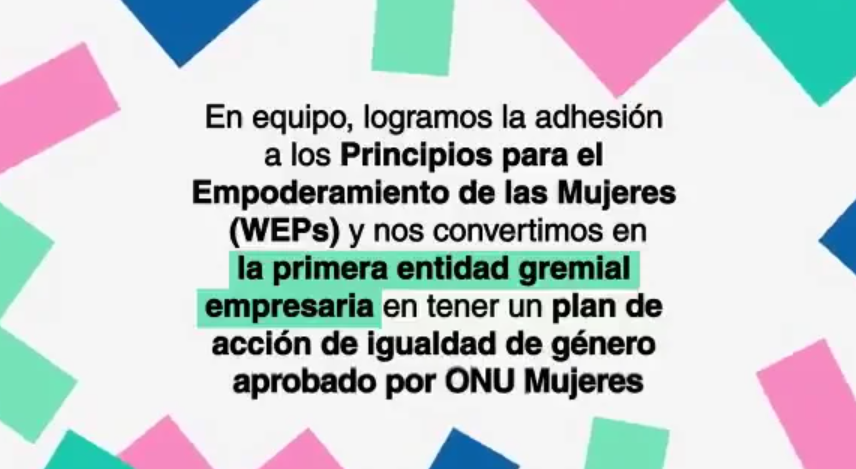 En equipo, logramos la adhesión
a los Principios para el
Empoderamiento de las Mujeres
(WEPs) y nos convertimos en
la primera entidad gremial
empresaria en tener un plan de
acción de igualdad de género
aprobado por ONU Mujeres